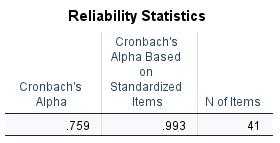 Reliability Statistics
Cronbach's
Alpha
Cronbach's
Alpha Based
on
Standardized
Items
N of Items
.759
.993
41